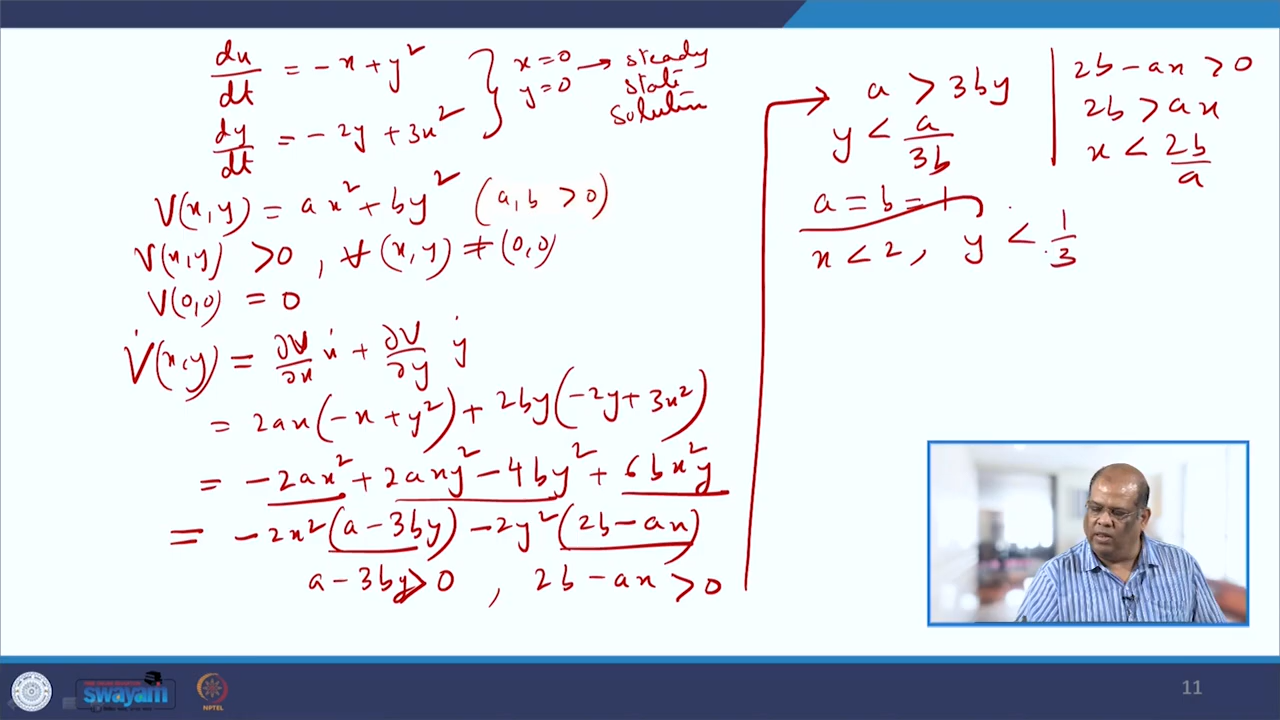 dx/dt = -x + y² } x=0 → steady
y=0 state
solution
dy/dt = -2y + 3x²
V(x,y) = ax² + by² (a,b > 0)
V(x,y) > 0, ∀ (x,y) ≠ (0,0)
V(0,0) = 0
V̇(x,y) = ∂V/∂x ẋ + ∂V/∂y ẏ
= 2ax(-x + y²) + 2by(-2y + 3x²)
= -2ax² + 2axy² - 4by² + 6bx²y
= -2x²(a - 3by) - 2y²(2b - ax)
a - 3by > 0, 2b - ax > 0
a > 3by
y < a/3b
2b - ax > 0
2b > ax
x < 2b/a
a = b = 1
x < 2, y < 1/3
swayam
NPTEL
11